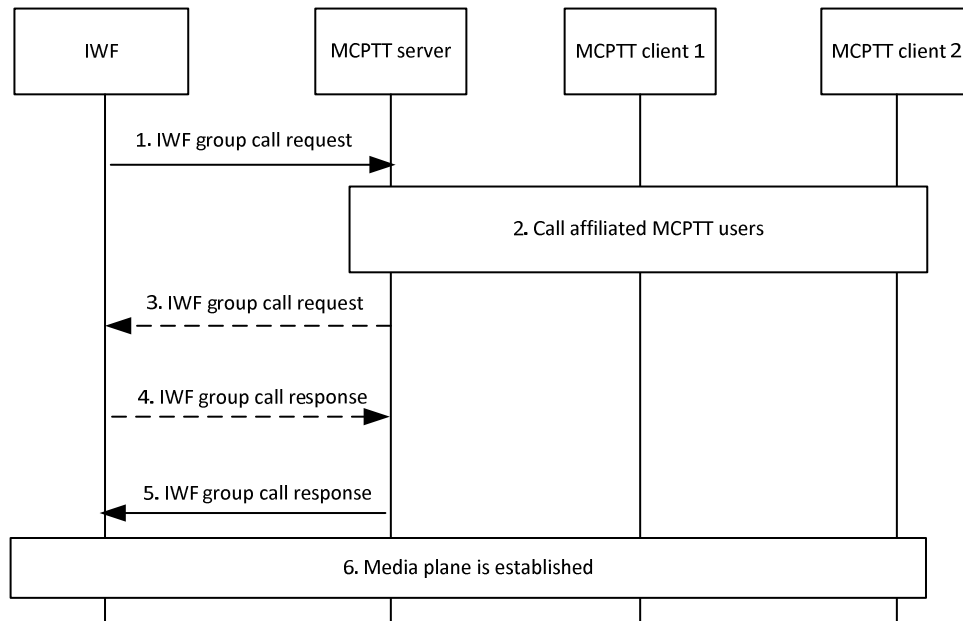 IWF
MCPTT server
MCPTT client 1
MCPTT client 2
1. IWF group call request
2. Call affiliated MCPTT users
3. IWF group call request
4. IWF group call response
5. IWF group call response
6. Media plane is established